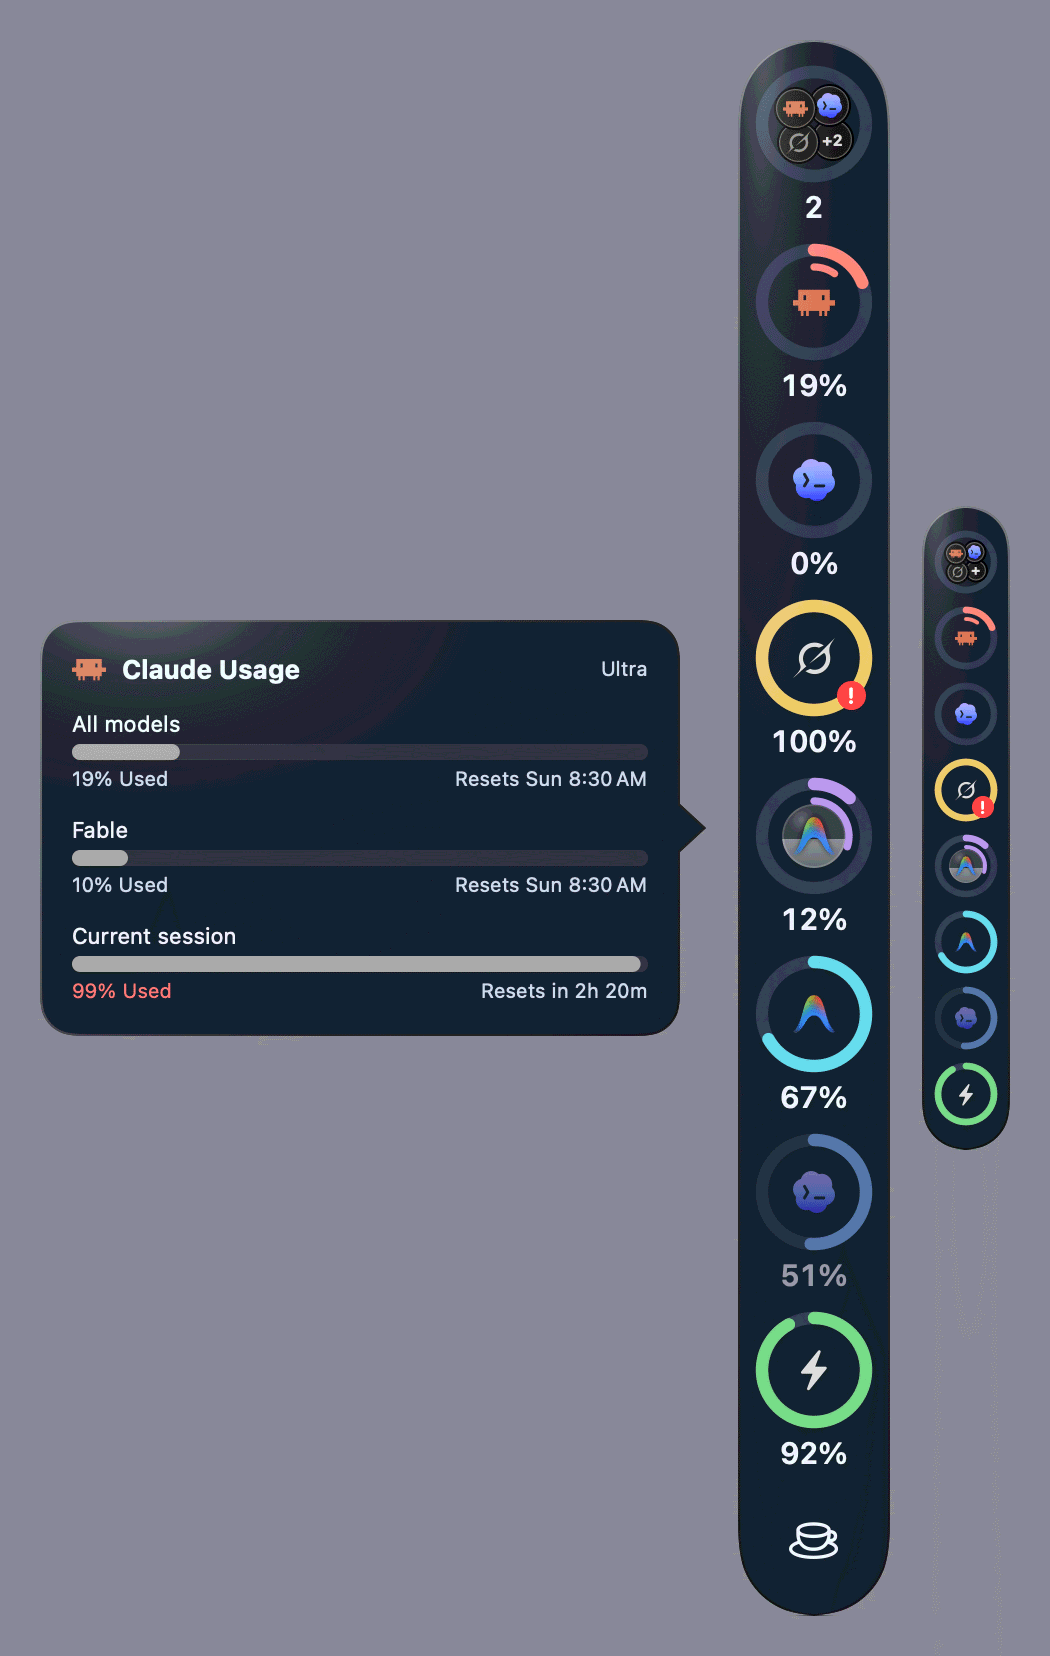 +2
2
19%
0%
!
100%
12%
67%
51%
92%
Claude Usage
Ultra
All models
19% Used
Resets Sun 8:30 AM
Fable
10% Used
Resets Sun 8:30 AM
Current session
99% Used
Resets in 2h 20m
+
!